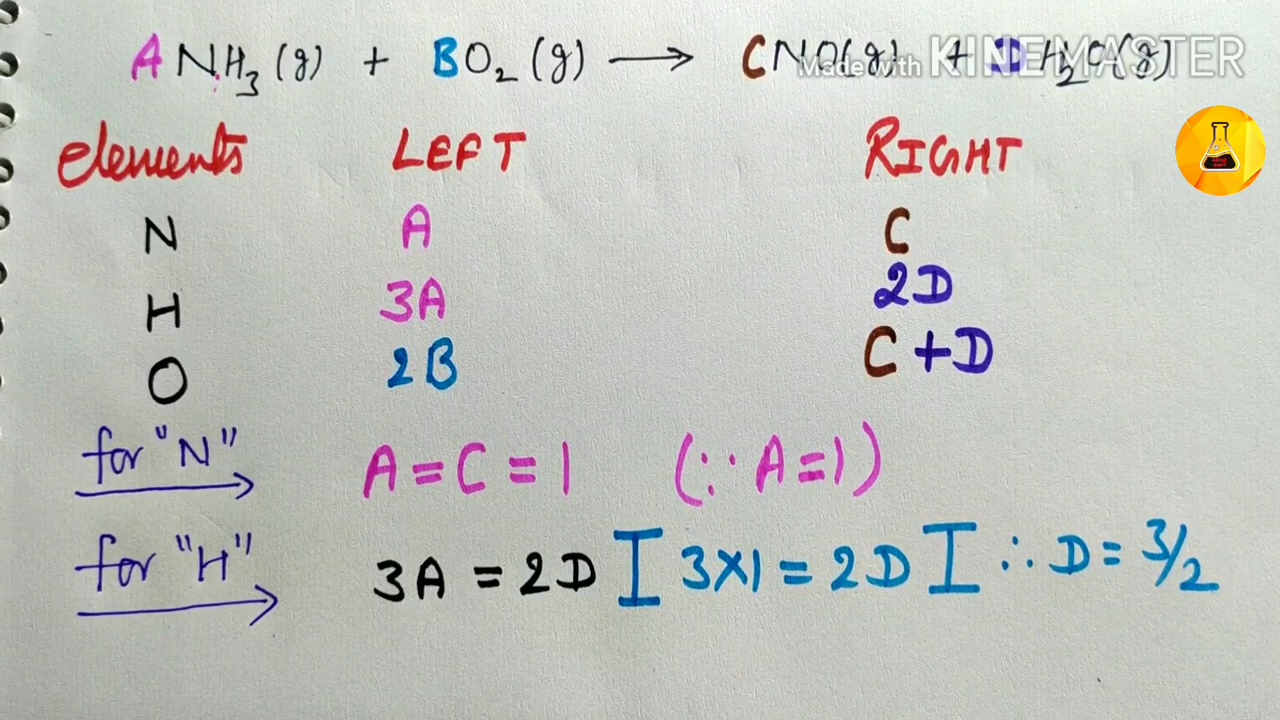 A NH₃ (g) + B O₂ (g) ⟶ C NO(g) + D H₂O(g)
Made with KINEMASTER
elements LEFT RIGHT
N A C
H 3A 2D
O 2B C+D
for "N" A = C = 1 (∵ A=1)
for "H" 3A = 2D I 3×1 = 2D I ∴ D = 3/2